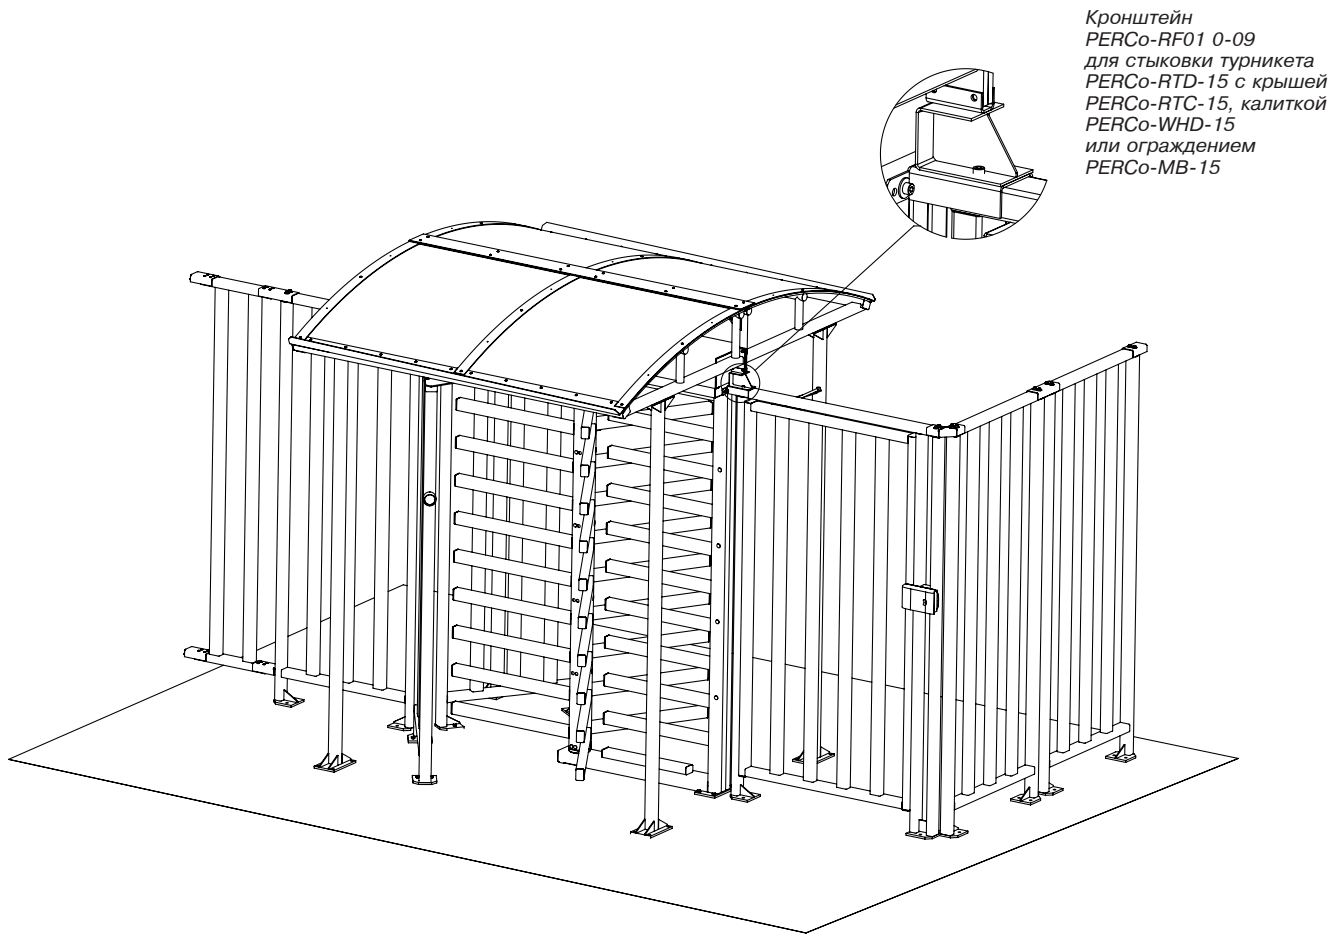 Кронштейн
PERCo-RF01 0-09
для стыковки турникета
PERCo-RTD-15 с крышей
PERCo-RTC-15, калиткой
PERCo-WHD-15
или ограждением
PERCo-MB-15